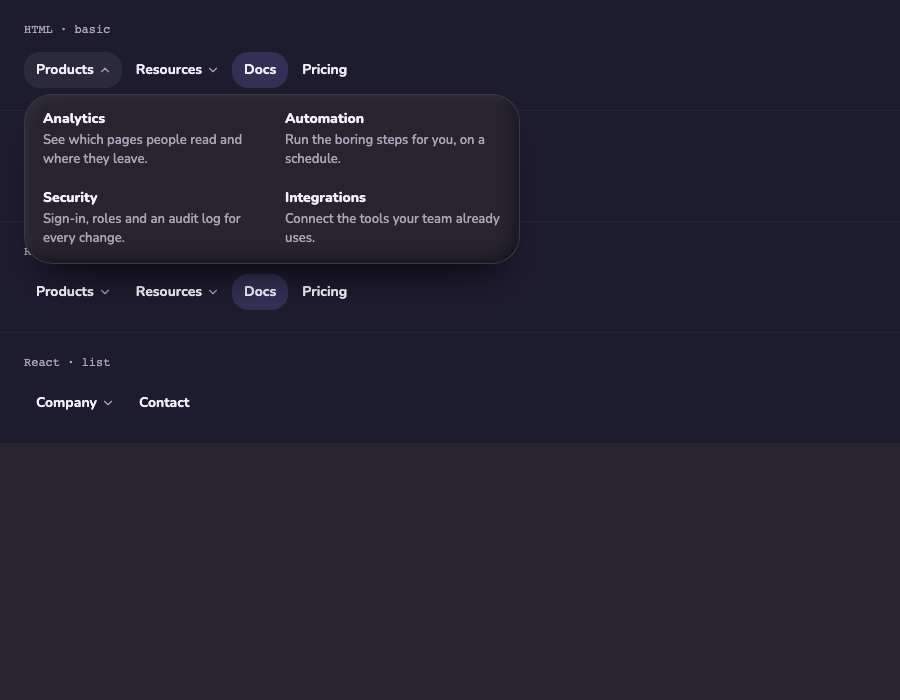 HTML · basic
Products Resources Docs Pricing
Analytics
See which pages people read and
where they leave.
Automation
Run the boring steps for you, on a
schedule.
Security
Sign-in, roles and an audit log for
every change.
Integrations
Connect the tools your team already
uses.
Products Resources Docs Pricing
React · list
Company Contact